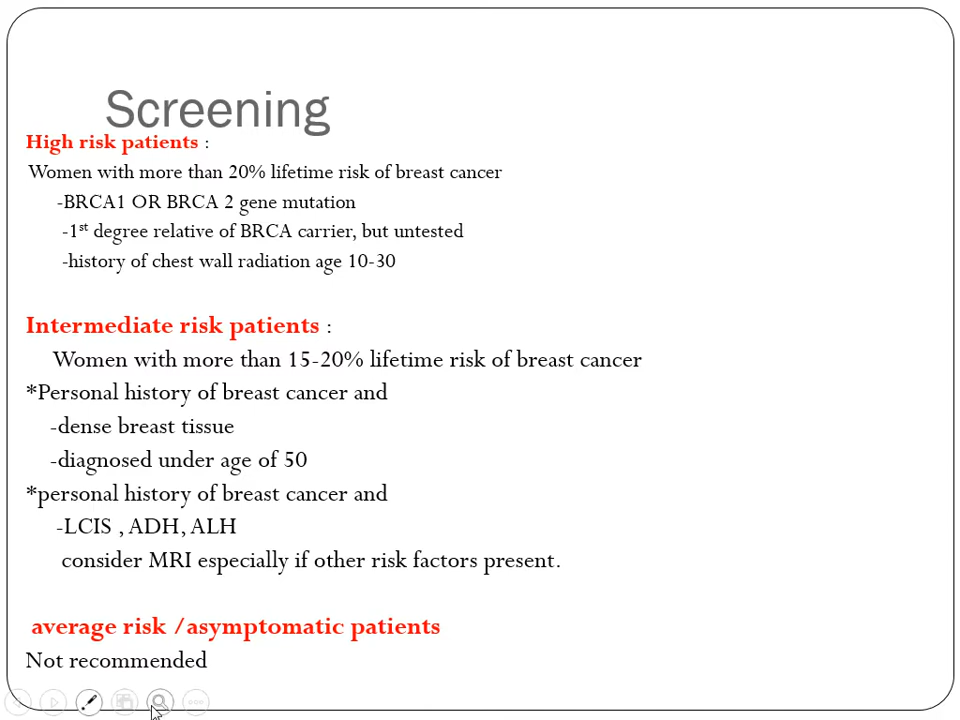 Screening
High risk patients :
Women with more than 20% lifetime risk of breast cancer
-BRCA1 OR BRCA 2 gene mutation
-1st degree relative of BRCA carrier, but untested
-history of chest wall radiation age 10-30
Intermediate risk patients :
Women with more than 15-20% lifetime risk of breast cancer
*Personal history of breast cancer and
-dense breast tissue
-diagnosed under age of 50
*personal history of breast cancer and
-LCIS , ADH, ALH
consider MRI especially if other risk factors present.
average risk /asymptomatic patients
Not recommended